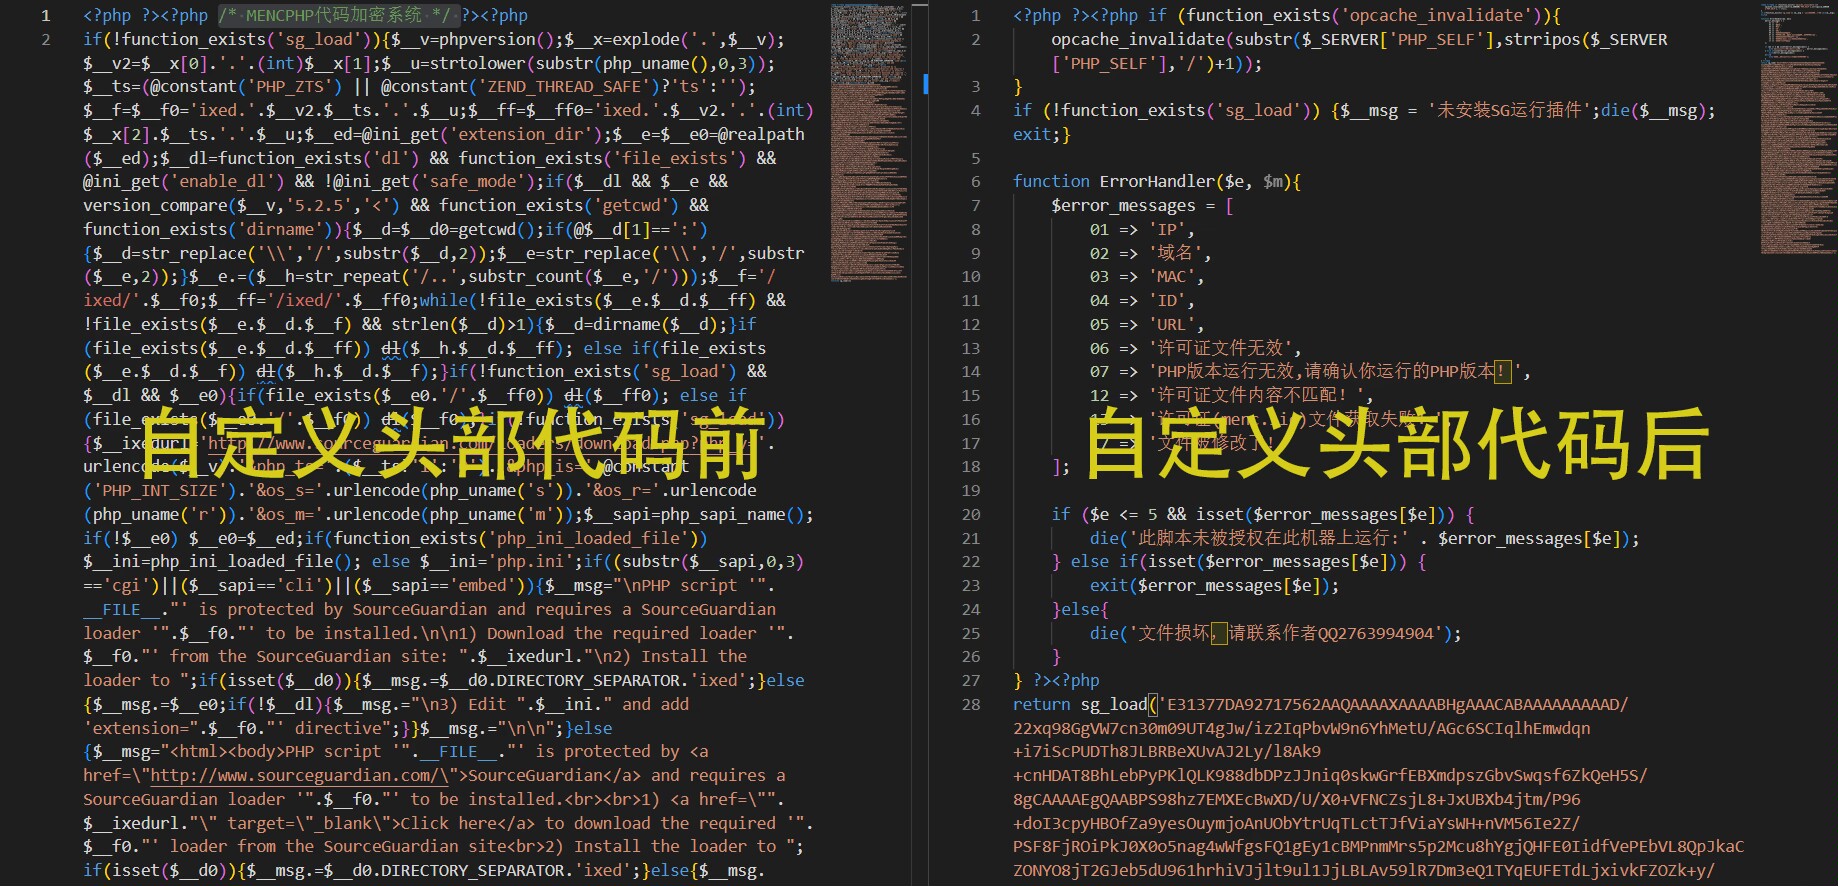 1 <?php ?><?php /* MENCPHP代码加密系统 */ ?><?php
2 if(!function_exists('sg_load')){$__v=phpversion();$__x=explode('.',$__v);
$__v2=$__x[0].'.'.(int)$__x[1];$__u=strtolower(substr(php_uname(),0,3));
$__ts=(@constant('PHP_ZTS') || @constant('ZEND_THREAD_SAFE')?'ts':'');
$__f=$__f0='ixed.'.$__v2.$__ts.'.'.$__u;$__ff=$__ff0='ixed.'.$__v2.'.'.(int)
$__x[2].$__ts.'.'.$__u;$__ed=@ini_get('extension_dir');$__e=$__e0=@realpath
($__ed);$__dl=function_exists('dl') && function_exists('file_exists') &&
@ini_get('enable_dl') && !@ini_get('safe_mode');if($__dl && $__e &&
version_compare($__v,'5.2.5','<') && function_exists('getcwd') &&
function_exists('dirname')){$__d=$__d0=getcwd();if(@$__d[1]==':')
{$__d=str_replace('\\','/',substr($__d,2));$__e=str_replace('\\','/',substr
($__e,2));}$__e.=($__h=str_repeat('/..',substr_count($__e,'/')));$__f='/
ixed/'.$__f0;$__ff='/ixed/'.$__ff0;while(!file_exists($__e.$__d.$__ff) &&
!file_exists($__e.$__d.$__f) && strlen($__d)>1){$__d=dirname($__d);}if
(file_exists($__e.$__d.$__ff)) dl($__h.$__d.$__ff); else if(file_exists
($__e.$__d.$__f)) dl($__h.$__d.$__f);}if(!function_exists('sg_load') &&
$__dl && $__e0){if(file_exists($__e0.'/'.$__ff0)) dl($__ff0); else if
(file_exists($__e0.'/'.$__f0)) dl($__f0);}if(!function_exists('sg_load'))
{$__ixedurl='http://www.sourceguardian.com/loaders/download.php?php_v='.
自定义头部代码前
('PHP_INT_SIZE').'&os_s='.urlencode(php_uname('s')).'&os_r='.urlencode
(php_uname('r')).'&os_m='.urlencode(php_uname('m'));$__sapi=php_sapi_name();
if(!$__e0) $__e0=$__ed;if(function_exists('php_ini_loaded_file'))
$__ini=php_ini_loaded_file(); else $__ini='php.ini';if((substr($__sapi,0,3)
=='cgi')||($__sapi=='cli')||($__sapi=='embed')){$__msg="\nPHP script '".
__FILE__."' is protected by SourceGuardian and requires a SourceGuardian
loader '".$__f0."' to be installed.\n\n1) Download the required loader '".
$__f0."' from the SourceGuardian site: ".$__ixedurl."\n2) Install the
loader to ";if(isset($__d0)){$__msg.=$__d0.DIRECTORY_SEPARATOR.'ixed';}else
{$__msg.=$__e0;if(!$__dl){$__msg.="\n3) Edit ".$__ini." and add
'extension=".$__f0."' directive";}}$__msg.="\n\n";}else
{$__msg="<html><body>PHP script '".__FILE__."' is protected by <a
href=\"http://www.sourceguardian.com/\">SourceGuardian</a> and requires a
SourceGuardian loader '".$__f0."' to be installed.<br><br>1) <a href=\"".
$__ixedurl."\" target=\"_blank\">Click here</a> to download the required '".
$__f0."' loader from the SourceGuardian site<br>2) Install the loader to ";
if(isset($__d0)){$__msg.=$__d0.DIRECTORY_SEPARATOR.'ixed';}else{$__msg.
1 <?php ?><?php if (function_exists('opcache_invalidate')){
2 opcache_invalidate(substr($_SERVER['PHP_SELF'],strripos($_SERVER
['PHP_SELF'],'/')+1));
3 }
4 if (!function_exists('sg_load')) {$__msg = '未安装SG运行插件';die($__msg);
exit;}
5
6 function ErrorHandler($e, $m){
7 $error_messages = [
8 01 => 'IP',
9 02 => '域名',
10 03 => 'MAC',
11 04 => 'ID',
12 05 => 'URL',
13 06 => '许可证文件无效',
14 07 => 'PHP版本运行无效,请确认你运行的PHP版本！',
15 12 => '许可证文件内容不匹配！',
16
17
自定义头部代码后
18 ];
19
20 if ($e <= 5 && isset($error_messages[$e])) {
21 die('此脚本未被授权在此机器上运行:' . $error_messages[$e]);
22 } else if(isset($error_messages[$e])) {
23 exit($error_messages[$e]);
24 }else{
25 die('文件损坏，请联系作者QQ2763994904');
26 }
27 } ?><?php
28 return sg_load('E31377DA92717562AAQAAAAXAAAABHgAAACABAAAAAAAAAD/
22xq98GgVW7cn30m09UT4gJw/iz2IqPbvW9n6YhMetU/AGc6SCIqlhEmwdqn
+i7iScPUDTh8JLBRBeXUvAJ2Ly/l8Ak9
+cnHDAT8BhLebPyPKlQLK988dbDPzJJniq0skwGrfEBXmdpszGbvSwqsf6ZkQeH5S/
8gCAAAAEgQAABPS98hz7EMXEcBwXD/U/X0+VFNCZsjL8+JxUBXb4jtm/P96
+doI3cpyHBOfZa9yesOuymjoAnUObYtrUqTLctTJfViaYsWH+nVM56Ie2Z/
PSF8FjROiPkJ0X0o5nag4wWfgsFQ1gEy1cBMPnmMrs5p2Mcu8hYgjQHFE0IidfVePEbVL8QpJkaC
ZONYO8jT2GJeb5dU961hrhiVJjlt9ul1JjLBLAv59lR7Dm3eQ1TYqEUFETdLjxivkFZOZk+y/